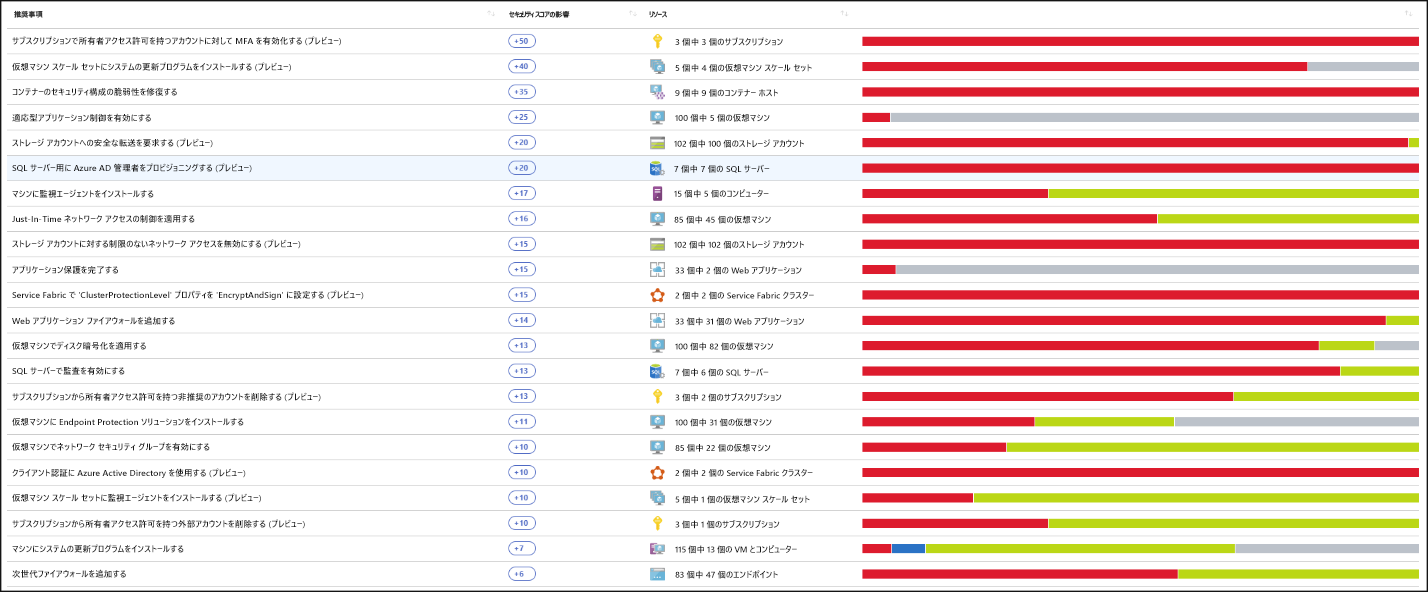 推奨事項 セキュリティスコアの影響 リソース
サブスクリプションで所有者アクセス許可を持つアカウントに対して MFA を有効化する (プレビュー) +50 3 個中 3 個のサブスクリプション
仮想マシン スケール セットにシステムの更新プログラムをインストールする (プレビュー) +40 5 個中 4 個の仮想マシン スケール セット
コンテナーのセキュリティ構成の脆弱性を修復する +35 9 個中 9 個のコンテナー ホスト
適応型アプリケーション制御を有効にする +25 100 個中 5 個の仮想マシン
ストレージ アカウントへの安全な転送を要求する (プレビュー) +20 102 個中 100 個のストレージ アカウント
SQL サーバー用に Azure AD 管理者をプロビジョニングする (プレビュー) +20 7 個中 7 個の SQL サーバー
マシンに監視エージェントをインストールする +17 15 個中 5 個のコンピューター
Just-In-Time ネットワーク アクセスの制御を適用する +16 85 個中 45 個の仮想マシン
ストレージ アカウントに対する制限のないネットワーク アクセスを無効にする (プレビュー) +15 102 個中 102 個のストレージ アカウント
アプリケーション保護を完了する +15 33 個中 2 個の Web アプリケーション
Service Fabric で 'ClusterProtectionLevel' プロパティを 'EncryptAndSign' に設定する (プレビュー) +15 2 個中 2 個の Service Fabric クラスター
Web アプリケーション ファイアウォールを追加する +14 33 個中 31 個の Web アプリケーション
仮想マシンでディスク暗号化を適用する +13 100 個中 82 個の仮想マシン
SQL サーバーで監査を有効にする +13 7 個中 6 個の SQL サーバー
サブスクリプションから所有者アクセス許可を持つ非推奨のアカウントを削除する (プレビュー) +13 3 個中 2 個のサブスクリプション
仮想マシンに Endpoint Protection ソリューションをインストールする +11 100 個中 31 個の仮想マシン
仮想マシンでネットワーク セキュリティ グループを有効にする +10 85 個中 22 個の仮想マシン
クライアント認証に Azure Active Directory を使用する (プレビュー) +10 2 個中 2 個の Service Fabric クラスター
仮想マシン スケール セットに監視エージェントをインストールする (プレビュー) +10 5 個中 1 個の仮想マシン スケール セット
サブスクリプションから所有者アクセス許可を持つ外部アカウントを削除する (プレビュー) +10 3 個中 1 個のサブスクリプション
マシンにシステムの更新プログラムをインストールする +7 115 個中 13 個の VM とコンピューター
次世代ファイアウォールを追加する +6 83 個中 47 個のエンドポイント